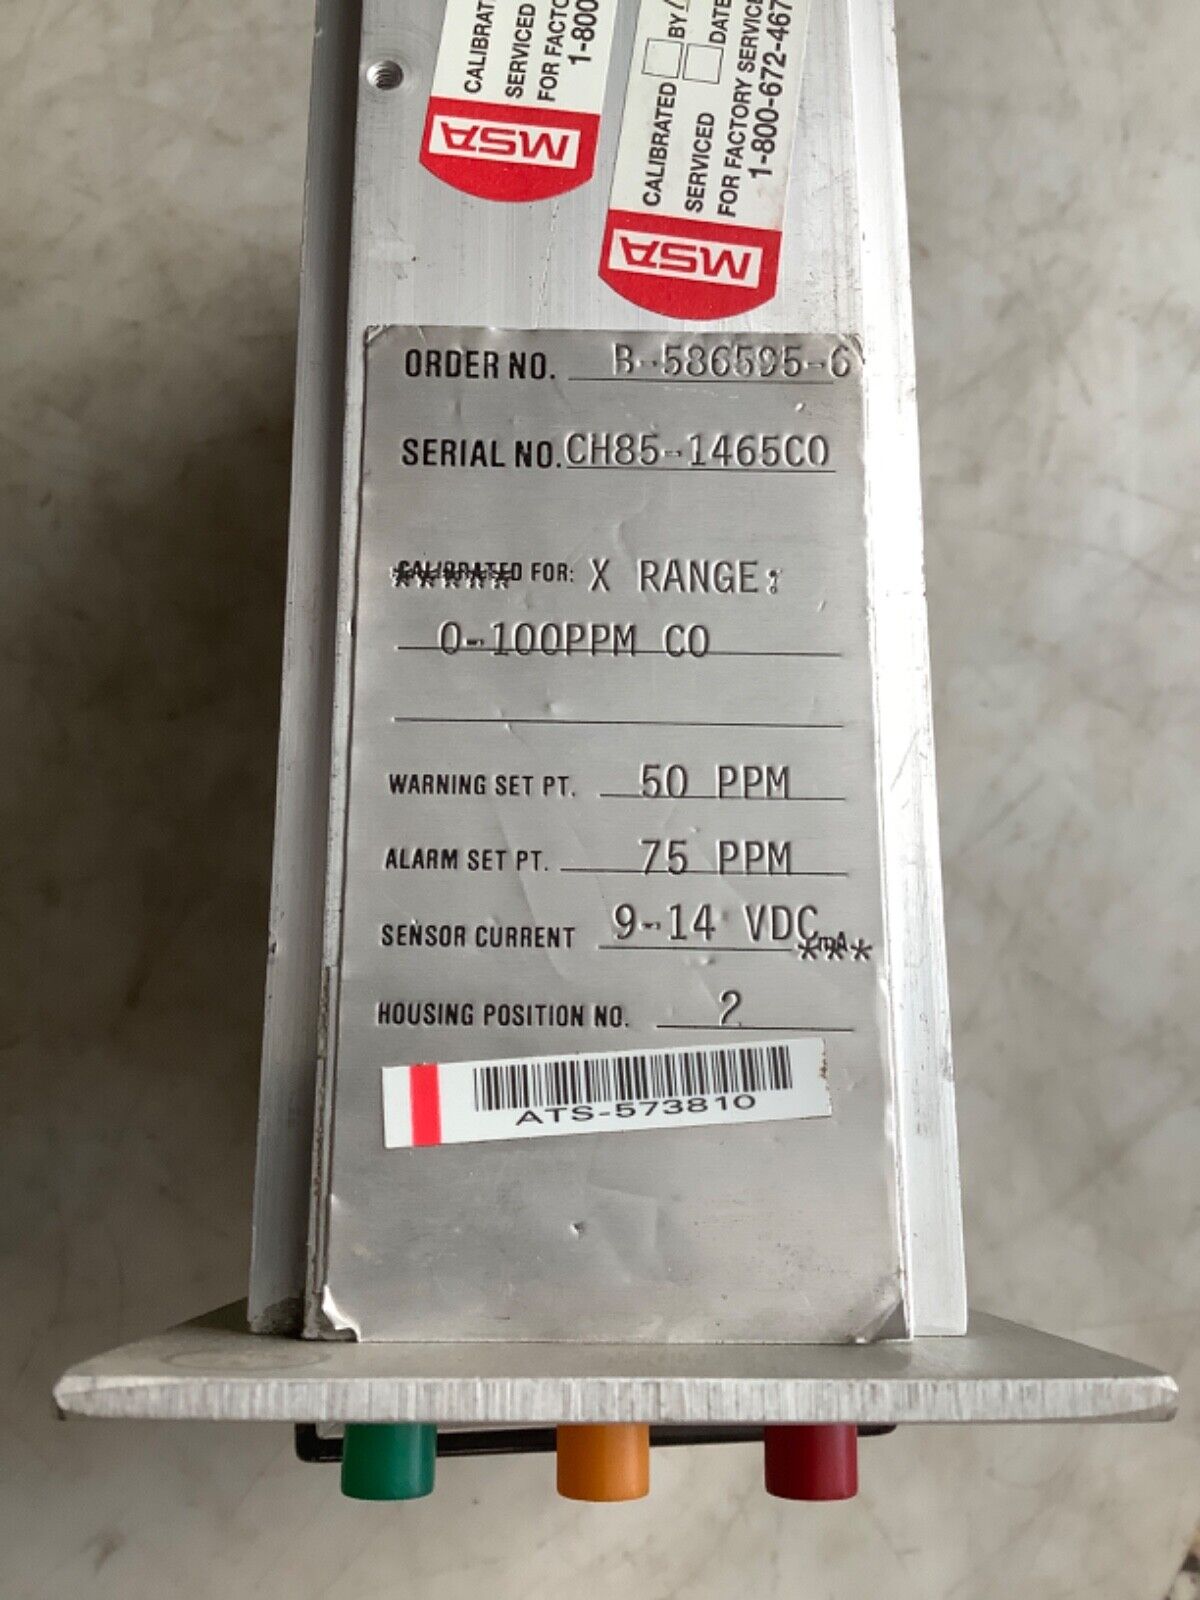 CALIBRAT
SERVICED
FOR FACTO
1-800
MSA
CALIBRATED BY
SERVICED DATE
FOR FACTORY SERVICE
1-800-672-467
MSA
ORDER NO. B-586595-6
SERIAL NO. CH85-1465CO
CALIBRATED FOR: X RANGE:
0-100PPM CO
WARNING SET PT. 50 PPM
ALARM SET PT. 75 PPM
SENSOR CURRENT 9-14 VDC ***
HOUSING POSITION NO. 2
ATS-573810